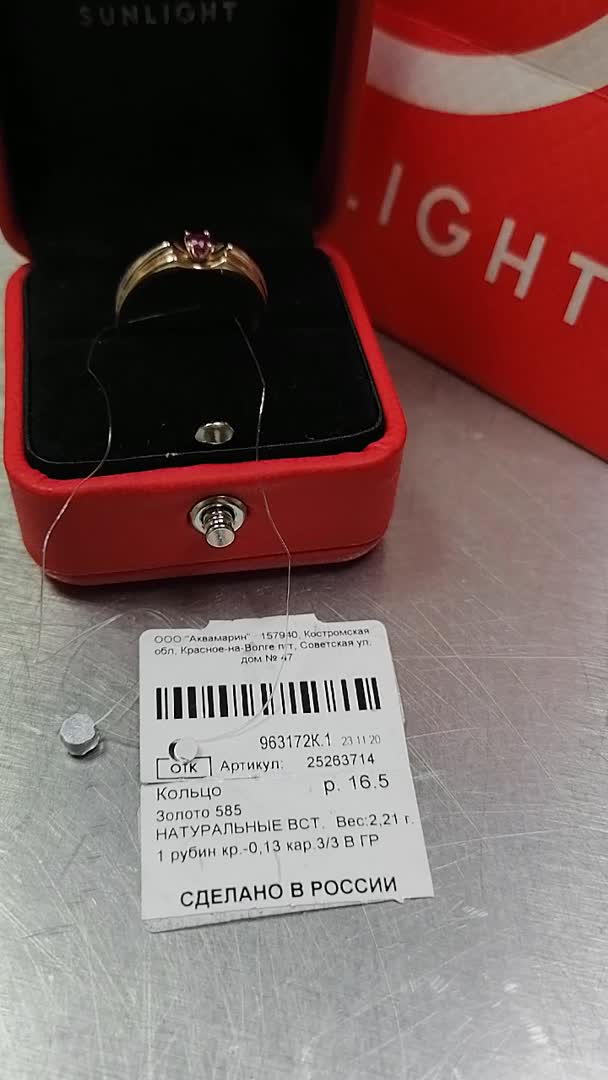 SUNLIGHT
LIGHT
ООО "Аквамарин" 157940, Костромская
обл, Красное-на-Волге п/т, Советская ул.
дом № 47
963172К.1 23 11 20
ОТК Артикул: 25263714
Кольцо р. 16.5
Золото 585
НАТУРАЛЬНЫЕ ВСТ. Вес:2,21 г.
1 рубин кр.-0,13 кар.3/3 В ГР
СДЕЛАНО В РОССИИ